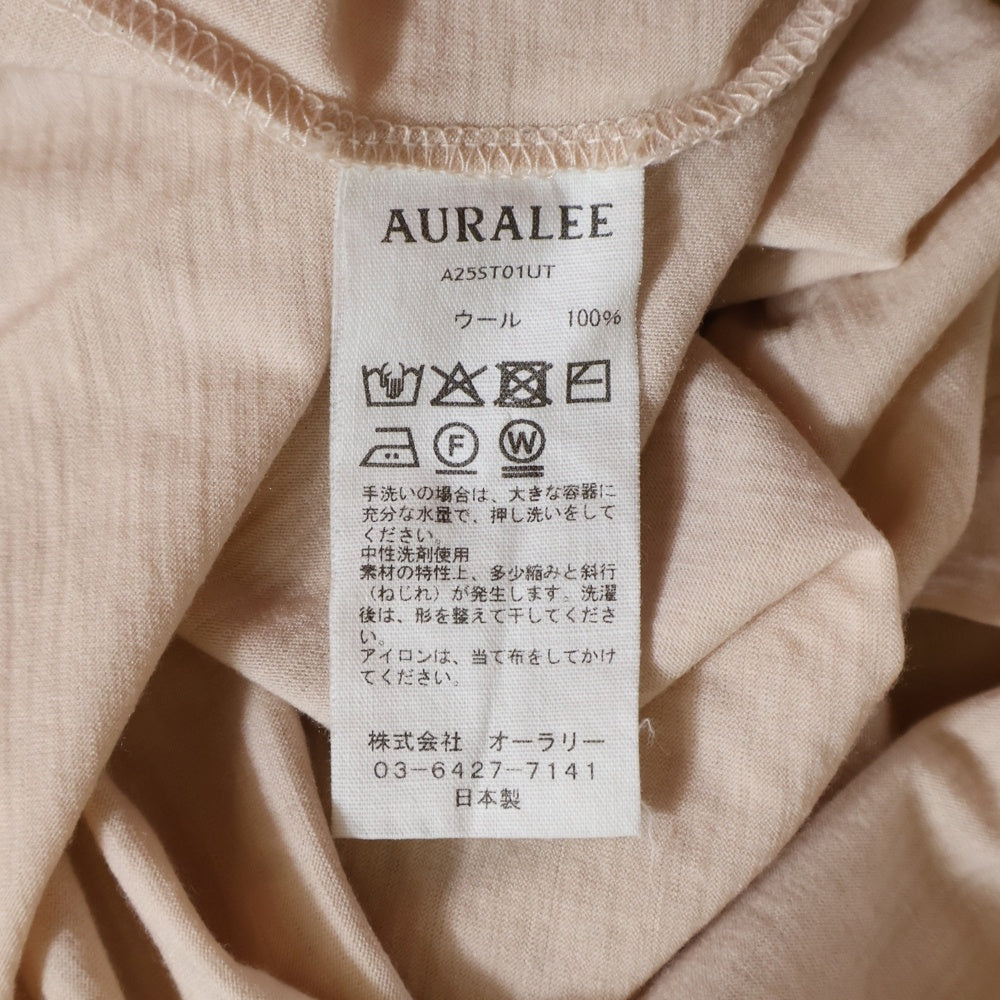 AURALEE
A25ST01UT
ウール 100%
F W
手洗いの場合は、大きな容器に
充分な水量で、押し洗いをして
ください。
中性洗剤使用
素材の特性上、多少縮みと斜行
（ねじれ）が発生します。洗濯
後は、形を整えて干してくださ
い。
アイロンは、当て布をしてかけ
てください。
株式会社 オーラリー
03-6427-7141
日本製